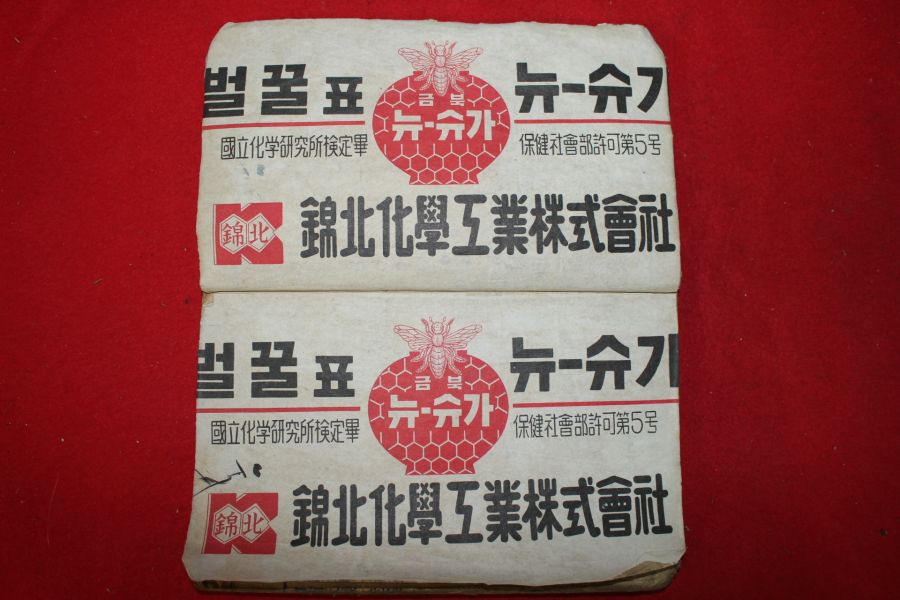 벌꿀표 금북 뉴-슈가 뉴-슈가
國立化学研究所検定畢 保健社會部許可第5号
錦北 錦北化學工業株式會社
벌꿀표 금북 뉴-슈가 뉴-슈가
國立化学研究所検定畢 保健社會部許可第5号
錦北 錦北化學工業株式會社